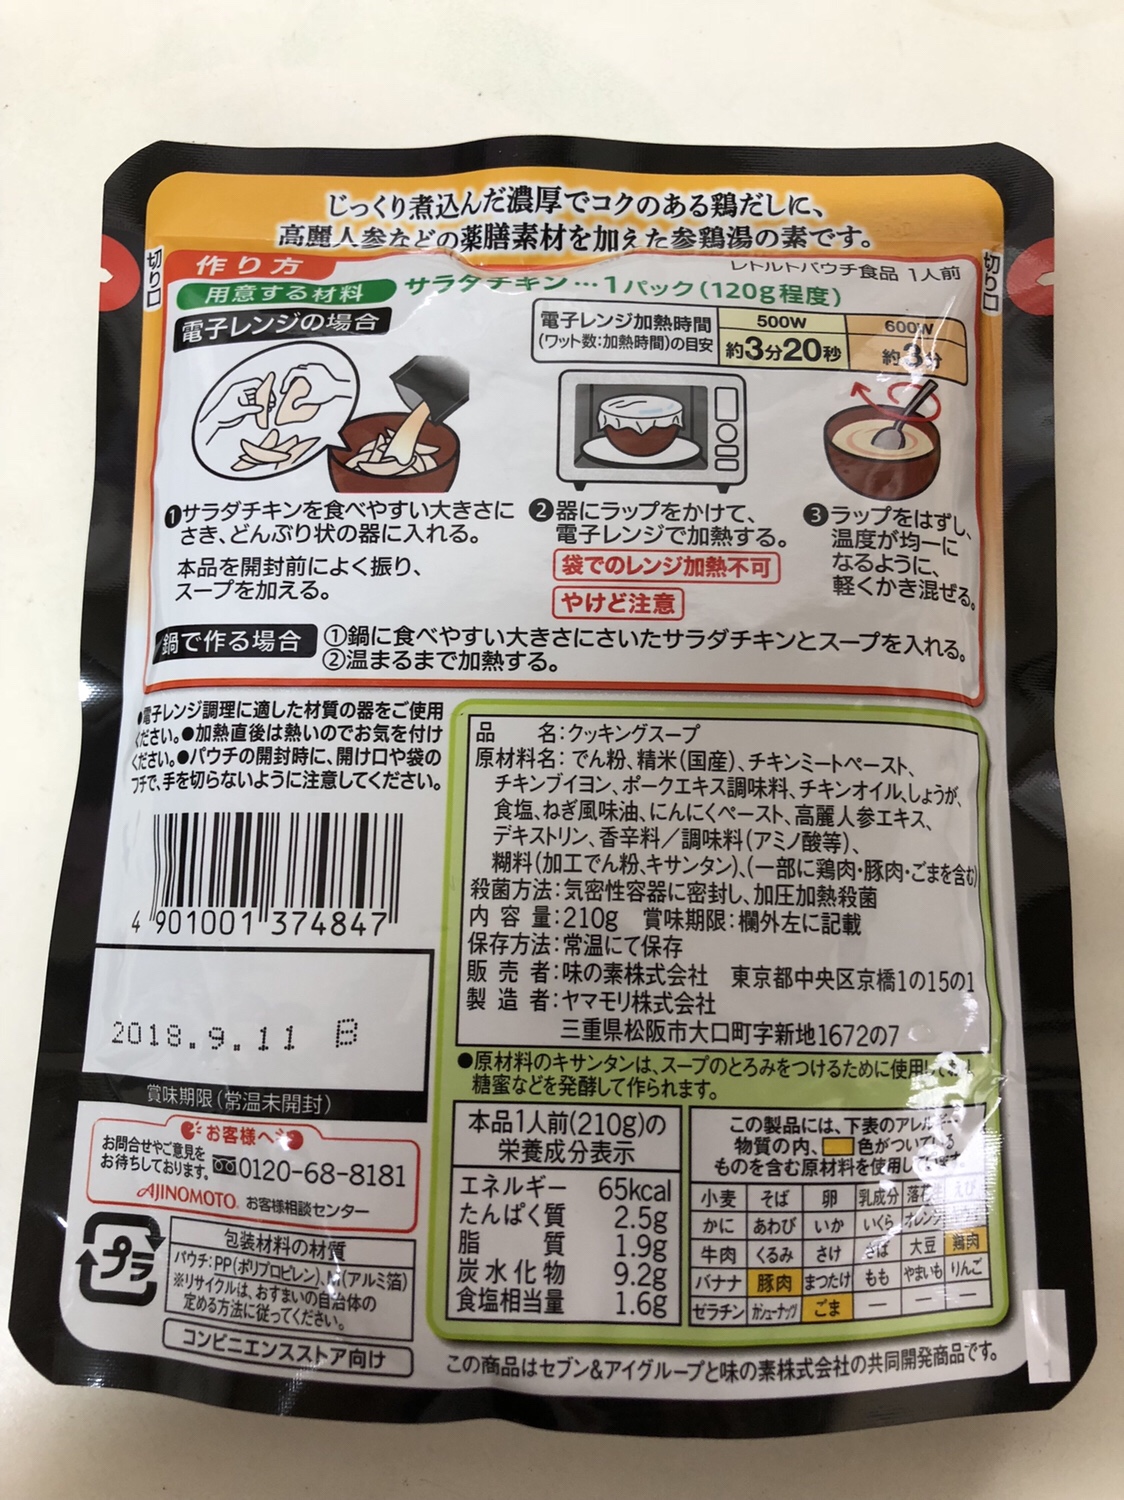 じっくり煮込んだ濃厚でコクのある鶏だしに、
高麗人参などの薬膳素材を加えた参鶏湯の素です。
切り口
切り口
作り方
レトルトパウチ食品 1人前
用意する材料
サラダチキン…1パック(120g程度)
電子レンジの場合
電子レンジ加熱時間
(ワット数:加熱時間)の目安
500W
約3分20秒
600W
約3分
❶サラダチキンを食べやすい大きさに
さき、どんぶり状の器に入れる。
本品を開封前によく振り、
スープを加える。
❷器にラップをかけて、
電子レンジで加熱する。
袋でのレンジ加熱不可
やけど注意
❸ラップをはずし、
温度が均一に
なるように、
軽くかき混ぜる。
鍋で作る場合
①鍋に食べやすい大きさにさいたサラダチキンとスープを入れる。
②温まるまで加熱する。
●電子レンジ調理に適した材質の器をご使用
ください。●加熱直後は熱いのでお気を付け
ください。●パウチの開封時に、開け口や袋の
フチで、手を切らないように注意してください。
4 901001 374847
2018.9.11 B
賞味期限(常温未開封)
お客様へ
お問合せやご意見を
お待ちしております。
0120-68-8181
AJINOMOTO. お客様相談センター
プラ
包装材料の材質
パウチ:PP(ポリプロピレン)、M(アルミ箔)
※リサイクルは、お住まいの自治体の
定める方法に従ってください。
コンビニエンスストア向け
品 名:クッキングスープ
原材料名:でん粉、精米(国産)、チキンミートペースト、
チキンブイヨン、ポークエキス調味料、チキンオイル、しょうが、
食塩、ねぎ風味油、にんにくペースト、高麗人参エキス、
デキストリン、香辛料/調味料(アミノ酸等)、
糊料(加工でん粉、キサンタン)、(一部に鶏肉・豚肉・ごまを含む)
殺菌方法:気密性容器に密封し、加圧加熱殺菌
内容量:210g 賞味期限:欄外左に記載
保存方法:常温にて保存
販売者:味の素株式会社 東京都中央区京橋1の15の1
製造者:ヤマモリ株式会社
三重県松阪市大口町字新地1672の7
●原材料のキサンタンは、スープのとろみをつけるために使用しており、
糖蜜などを発酵して作られます。
本品1人前(210g)の
栄養成分表示
エネルギー 65kcal
たんぱく質 2.5g
脂質 1.9g
炭水化物 9.2g
食塩相当量 1.6g
この製品には、下表のアレルギー
物質の内、色がついている
ものを含む原材料を使用しています。
小麦 そば 卵 乳成分 落花生 えび
かに あわび いか いくら オレンジ
牛肉 くるみ さけ さば 大豆 鶏肉
バナナ 豚肉 まつたけ もも やまいも りんご
ゼラチン カシューナッツ ごま — — —
この商品はセブン&アイグループと味の素株式会社の共同開発商品です。
1